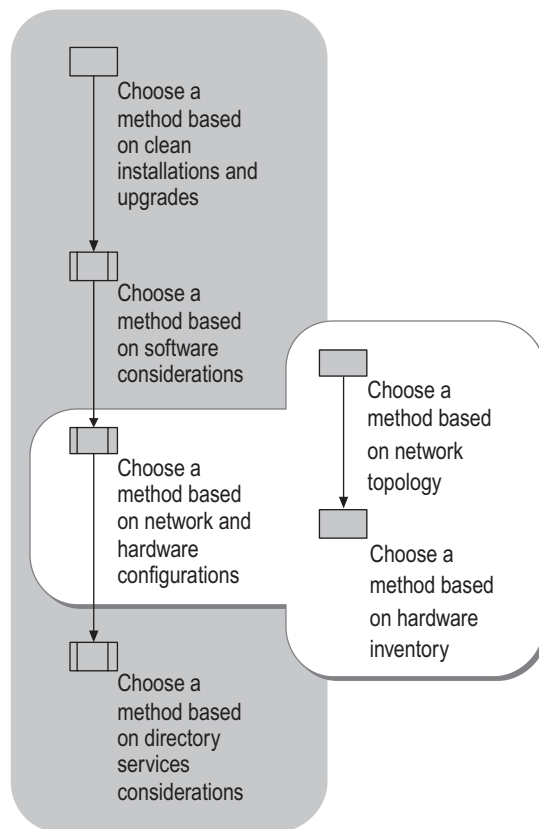 Choose a
method based
on clean
installations and
upgrades
Choose a
method based
on software
considerations
Choose a
method based
on network and
hardware
configurations
Choose a
method based
on directory
services
considerations
Choose a
method based
on network
topology
Choose a
method based
on hardware
inventory